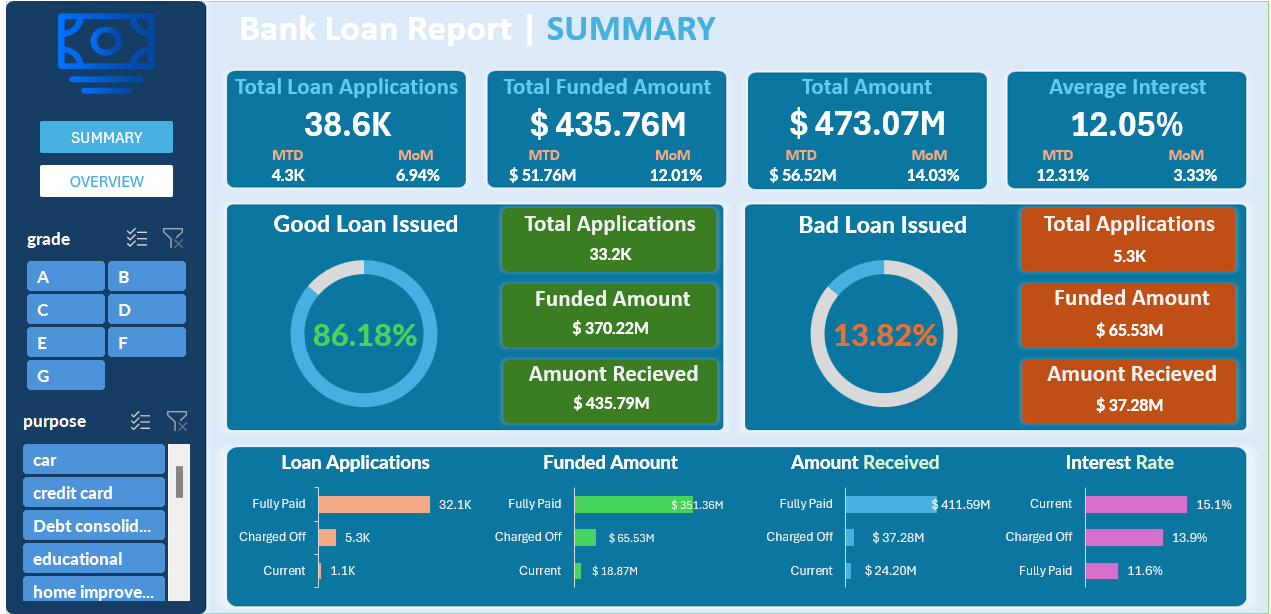 Bank Loan Report | SUMMARY
SUMMARY
OVERVIEW
grade
A
B
C
D
E
F
G
purpose
car
credit card
Debt consolid...
educational
home improve...
Total Loan Applications
38.6K
MTD MoM
4.3K 6.94%
Total Funded Amount
$ 435.76M
MTD MoM
$ 51.76M 12.01%
Total Amount
$ 473.07M
MTD MoM
$ 56.52M 14.03%
Average Interest
12.05%
MTD MoM
12.31% 3.33%
Good Loan Issued
86.18%
Total Applications
33.2K
Funded Amount
$ 370.22M
Amuont Recieved
$ 435.79M
Bad Loan Issued
13.82%
Total Applications
5.3K
Funded Amount
$ 65.53M
Amuont Recieved
$ 37.28M
Loan Applications
Fully Paid 32.1K
Charged Off 5.3K
Current 1.1K
Funded Amount
Fully Paid $ 351.36M
Charged Off $ 65.53M
Current $ 18.87M
Amount Received
Fully Paid $ 411.59M
Charged Off $ 37.28M
Current $ 24.20M
Interest Rate
Current 15.1%
Charged Off 13.9%
Fully Paid 11.6%